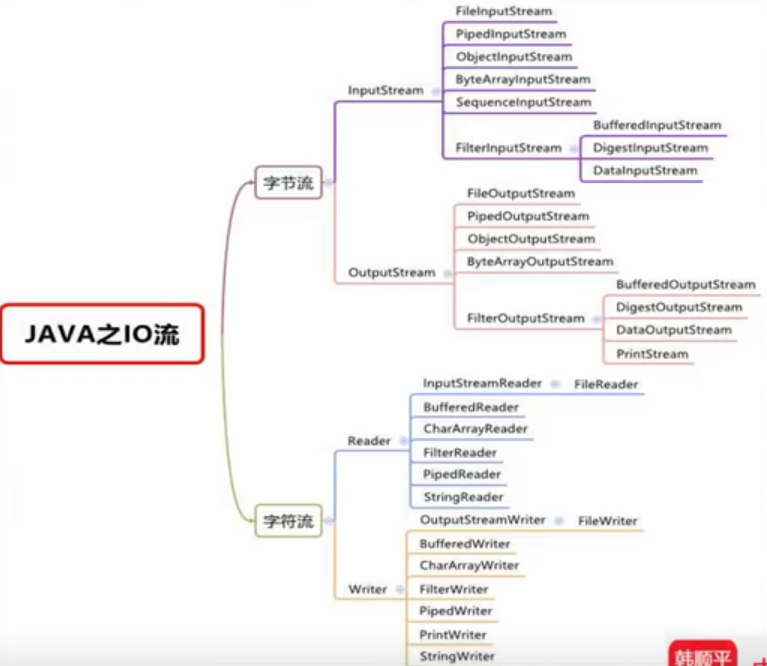 JAVA之IO流
字节流
InputStream
FileInputStream
PipedInputStream
ObjectInputStream
ByteArrayInputStream
SequenceInputStream
FilterInputStream
BufferedInputStream
DigestInputStream
DataInputStream
OutputStream
FileOutputStream
PipedOutputStream
ObjectOutputStream
ByteArrayOutputStream
FilterOutputStream
BufferedOutputStream
DigestOutputStream
DataOutputStream
PrintStream
字符流
Reader
InputStreamReader
FileReader
BufferedReader
CharArrayReader
FilterReader
PipedReader
StringReader
Writer
OutputStreamWriter
FileWriter
BufferedWriter
CharArrayWriter
FilterWriter
PipedWriter
PrintWriter
StringWriter
韩顺平